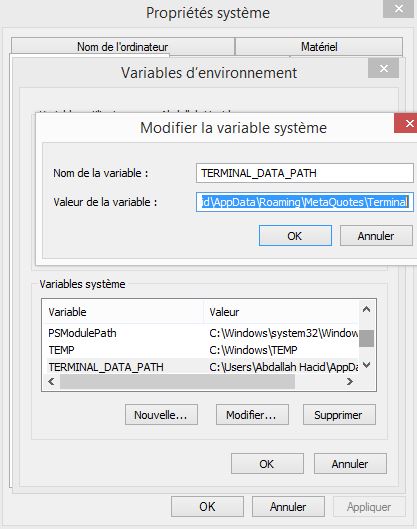 Propriétés système
Nom de l'ordinateur
Matériel
Variables d'environnement
Modifier la variable système
Nom de la variable :
TERMINAL_DATA_PATH
Valeur de la variable :
id\AppData\Roaming\MetaQuotes\Terminal
OK
Annuler
Variables système
Variable
Valeur
PSModulePath
C:\Windows\system32\Window
TEMP
C:\Windows\TEMP
TERMINAL_DATA_PATH
C:\Users\Abdallah Hacid\AppDa
Nouvelle...
Modifier...
Supprimer
OK
Annuler
OK
Annuler
Appliquer